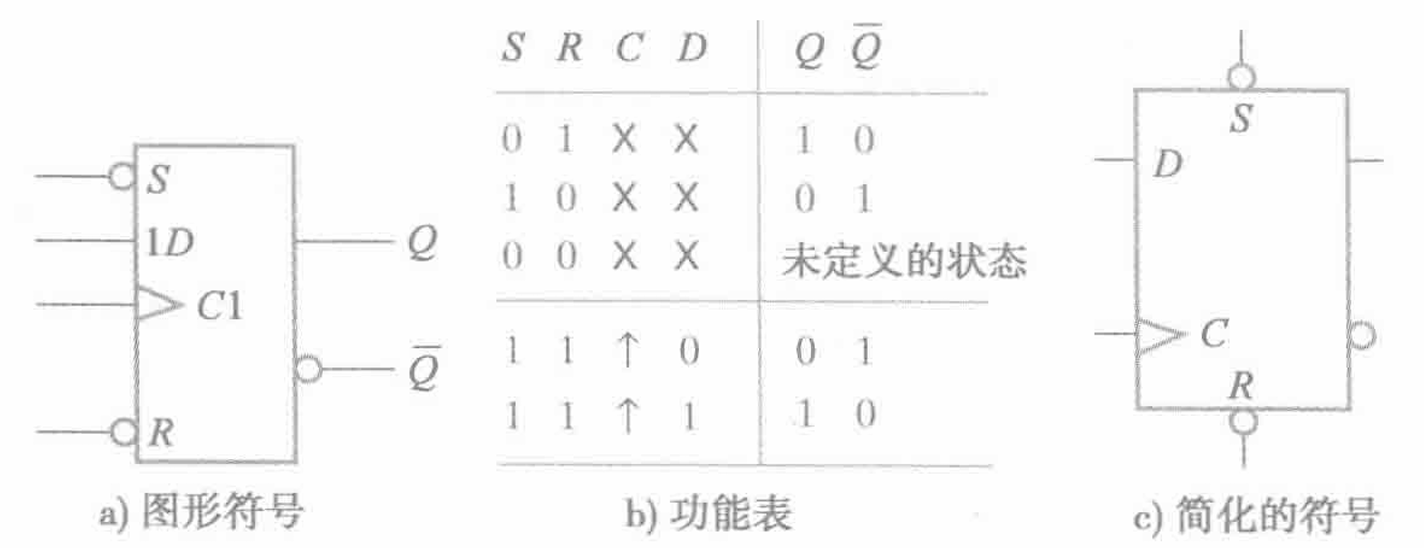 S
1D
C1
R
Q
Q̅
a) 图形符号
S R C D Q Q̅
0 1 X X 1 0
1 0 X X 0 1
0 0 X X 未定义的状态
1 1 ↑ 0 0 1
1 1 ↑ 1 1 0
b) 功能表
S
D
C
R
c) 简化的符号